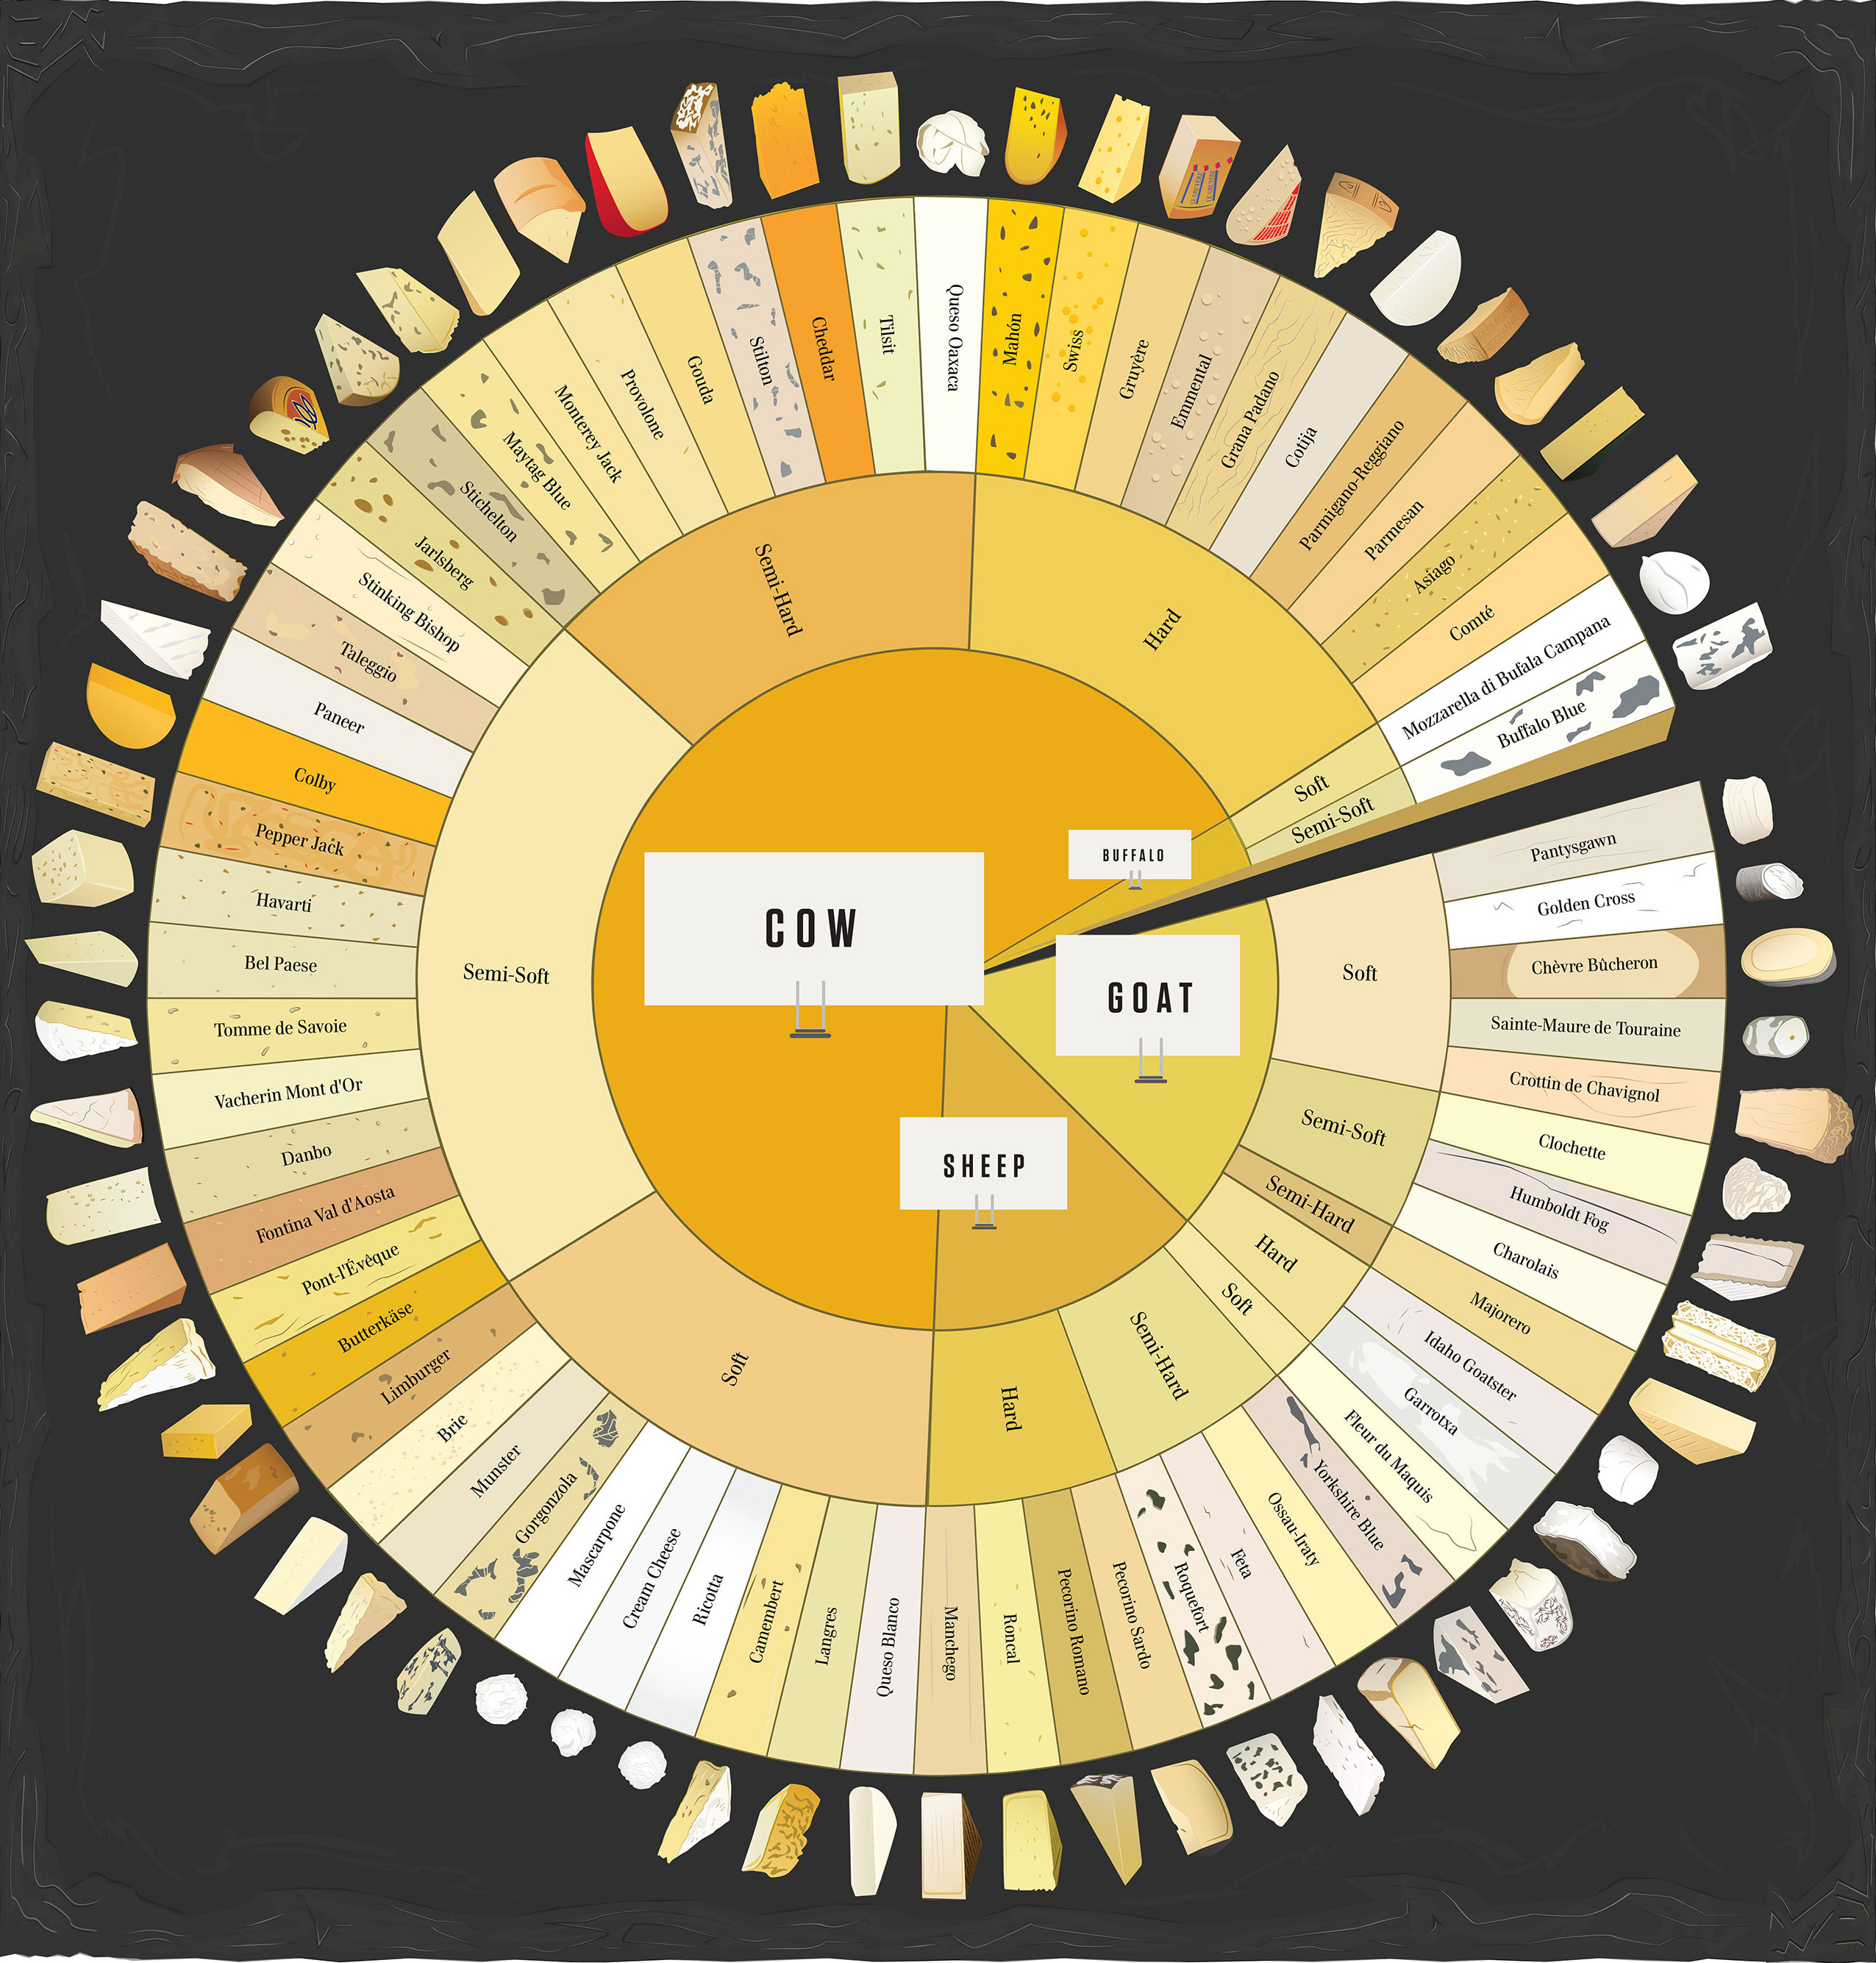 COW
BUFFALO
GOAT
SHEEP
Semi-Hard
Hard
Soft
Semi-Soft
Soft
Semi-Soft
Semi-Hard
Hard
Soft
Semi-Hard
Hard
Soft
Semi-Soft
Stichelton
Maytag Blue
Monterey Jack
Provolone
Gouda
Stilton
Cheddar
Tilsit
Queso Oaxaca
Mahón
Swiss
Gruyère
Emmental
Grana Padano
Cotija
Parmigano-Reggiano
Parmesan
Asiago
Comté
Mozzarella di Bufala Campana
Buffalo Blue
Pantysgawn
Golden Cross
Chèvre Bûcheron
Sainte-Maure de Touraine
Crottin de Chavignol
Clochette
Humboldt Fog
Charolais
Majorero
Idaho Goatster
Garrotxa
Fleur du Maquis
Yorkshire Blue
Ossau-Iraty
Feta
Roquefort
Pecorino Sardo
Pecorino Romano
Roncal
Manchego
Queso Blanco
Langres
Camembert
Ricotta
Cream Cheese
Mascarpone
Gorgonzola
Munster
Brie
Limburger
Butterkäse
Pont-l'Évêque
Fontina Val d'Aosta
Danbo
Vacherin Mont d'Or
Tomme de Savoie
Bel Paese
Havarti
Pepper Jack
Colby
Paneer
Taleggio
Stinking Bishop
Jarlsberg
LE GRUYÈRE
LE GRUYÈRE